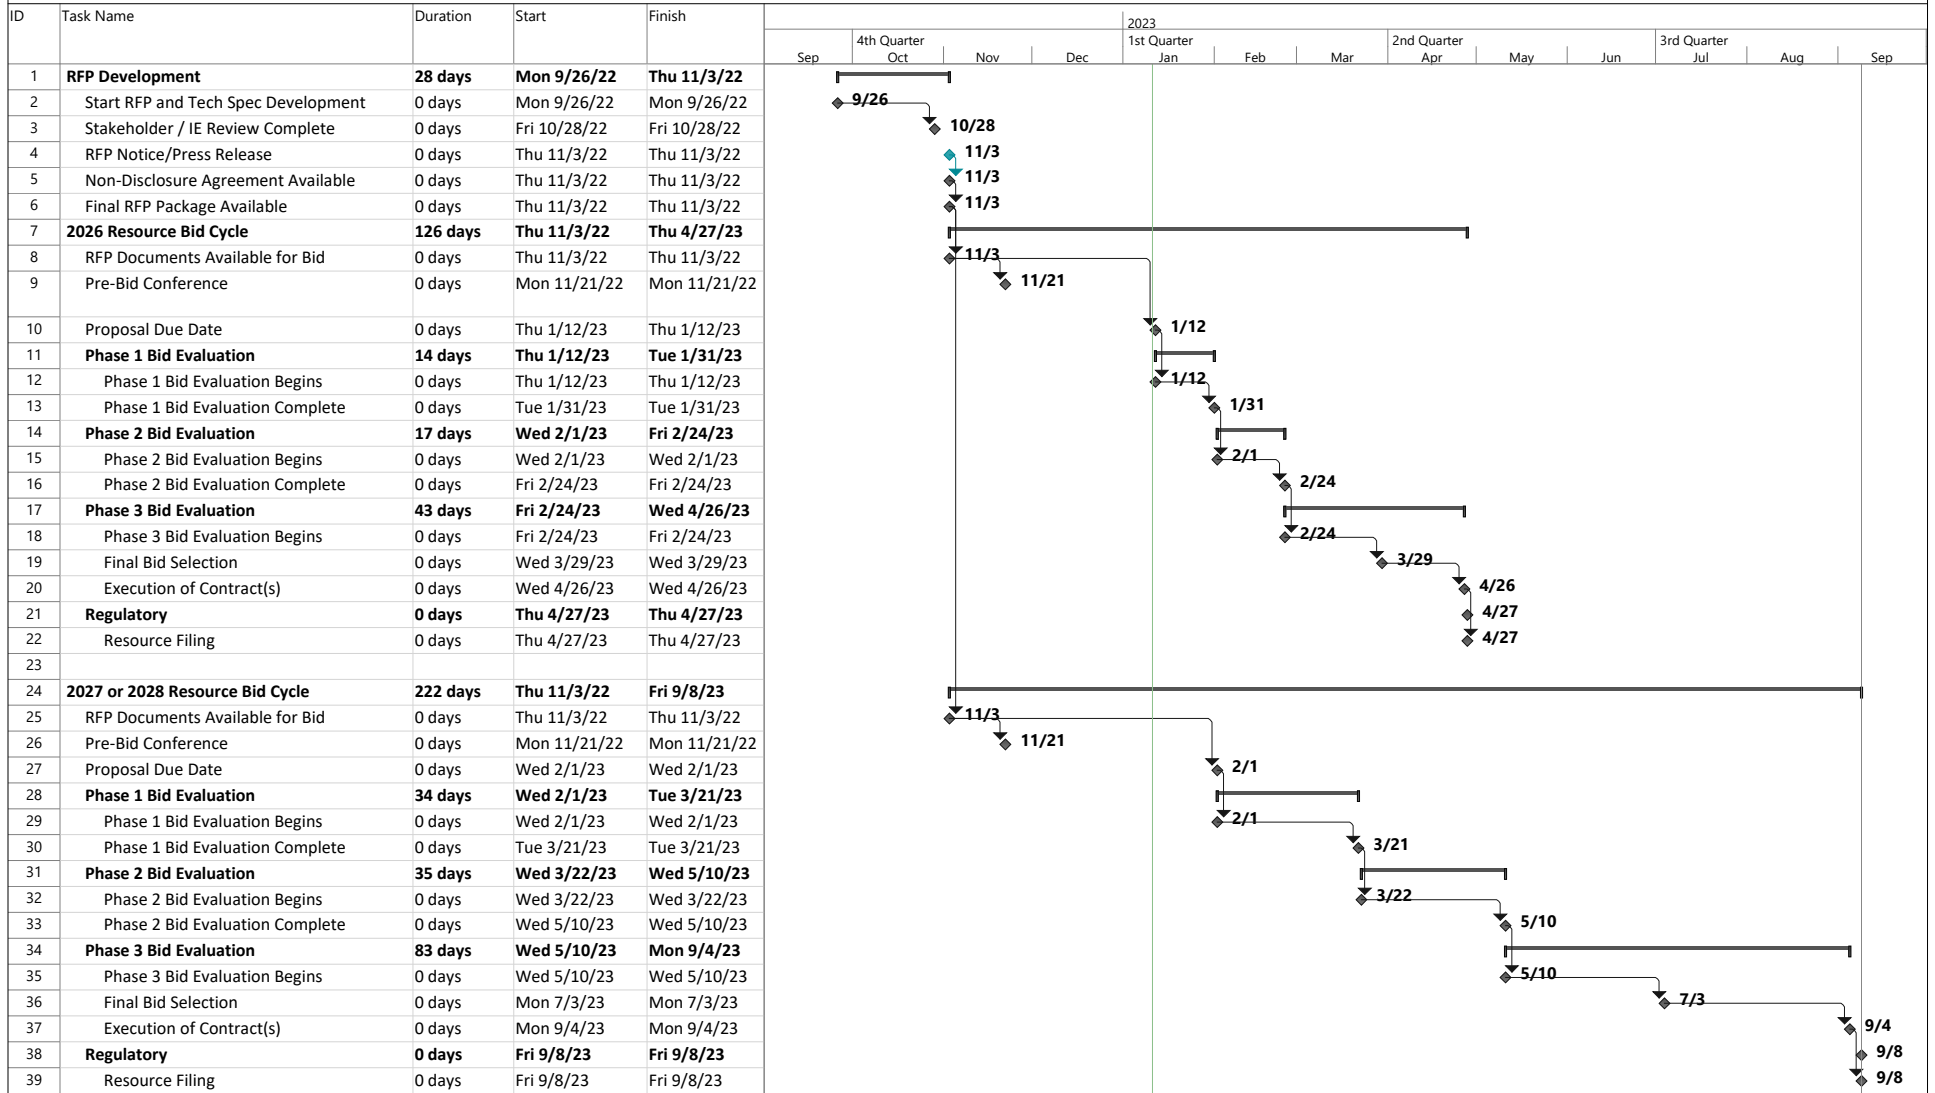 ID Task Name Duration Start Finish
2023
4th Quarter 1st Quarter 2nd Quarter 3rd Quarter
Sep Oct Nov Dec Jan Feb Mar Apr May Jun Jul Aug Sep
1 RFP Development 28 days Mon 9/26/22 Thu 11/3/22
2 Start RFP and Tech Spec Development 0 days Mon 9/26/22 Mon 9/26/22 9/26
3 Stakeholder / IE Review Complete 0 days Fri 10/28/22 Fri 10/28/22 10/28
4 RFP Notice/Press Release 0 days Thu 11/3/22 Thu 11/3/22 11/3
5 Non-Disclosure Agreement Available 0 days Thu 11/3/22 Thu 11/3/22 11/3
6 Final RFP Package Available 0 days Thu 11/3/22 Thu 11/3/22 11/3
7 2026 Resource Bid Cycle 126 days Thu 11/3/22 Thu 4/27/23
8 RFP Documents Available for Bid 0 days Thu 11/3/22 Thu 11/3/22 11/3
9 Pre-Bid Conference 0 days Mon 11/21/22 Mon 11/21/22 11/21
10 Proposal Due Date 0 days Thu 1/12/23 Thu 1/12/23 1/12
11 Phase 1 Bid Evaluation 14 days Thu 1/12/23 Tue 1/31/23
12 Phase 1 Bid Evaluation Begins 0 days Thu 1/12/23 Thu 1/12/23 1/12
13 Phase 1 Bid Evaluation Complete 0 days Tue 1/31/23 Tue 1/31/23 1/31
14 Phase 2 Bid Evaluation 17 days Wed 2/1/23 Fri 2/24/23
15 Phase 2 Bid Evaluation Begins 0 days Wed 2/1/23 Wed 2/1/23 2/1
16 Phase 2 Bid Evaluation Complete 0 days Fri 2/24/23 Fri 2/24/23 2/24
17 Phase 3 Bid Evaluation 43 days Fri 2/24/23 Wed 4/26/23
18 Phase 3 Bid Evaluation Begins 0 days Fri 2/24/23 Fri 2/24/23 2/24
19 Final Bid Selection 0 days Wed 3/29/23 Wed 3/29/23 3/29
20 Execution of Contract(s) 0 days Wed 4/26/23 Wed 4/26/23 4/26
21 Regulatory 0 days Thu 4/27/23 Thu 4/27/23 4/27
22 Resource Filing 0 days Thu 4/27/23 Thu 4/27/23 4/27
23
24 2027 or 2028 Resource Bid Cycle 222 days Thu 11/3/22 Fri 9/8/23
25 RFP Documents Available for Bid 0 days Thu 11/3/22 Thu 11/3/22 11/3
26 Pre-Bid Conference 0 days Mon 11/21/22 Mon 11/21/22 11/21
27 Proposal Due Date 0 days Wed 2/1/23 Wed 2/1/23 2/1
28 Phase 1 Bid Evaluation 34 days Wed 2/1/23 Tue 3/21/23
29 Phase 1 Bid Evaluation Begins 0 days Wed 2/1/23 Wed 2/1/23 2/1
30 Phase 1 Bid Evaluation Complete 0 days Tue 3/21/23 Tue 3/21/23 3/21
31 Phase 2 Bid Evaluation 35 days Wed 3/22/23 Wed 5/10/23
32 Phase 2 Bid Evaluation Begins 0 days Wed 3/22/23 Wed 3/22/23 3/22
33 Phase 2 Bid Evaluation Complete 0 days Wed 5/10/23 Wed 5/10/23 5/10
34 Phase 3 Bid Evaluation 83 days Wed 5/10/23 Mon 9/4/23
35 Phase 3 Bid Evaluation Begins 0 days Wed 5/10/23 Wed 5/10/23 5/10
36 Final Bid Selection 0 days Mon 7/3/23 Mon 7/3/23 7/3
37 Execution of Contract(s) 0 days Mon 9/4/23 Mon 9/4/23 9/4
38 Regulatory 0 days Fri 9/8/23 Fri 9/8/23 9/8
39 Resource Filing 0 days Fri 9/8/23 Fri 9/8/23 9/8